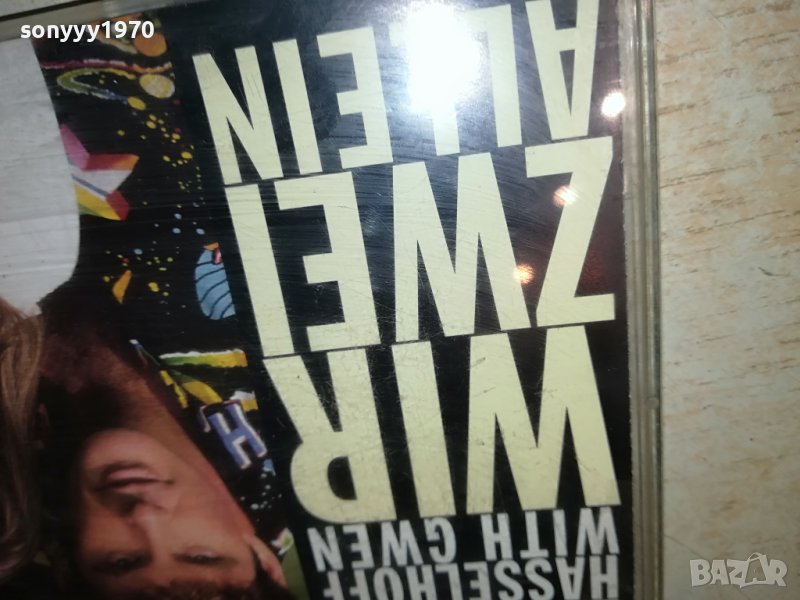 sonyyy1970
HASSELHOFF
WITH GWEN
WIR
ZWEI
ALLEIN
BAZAR